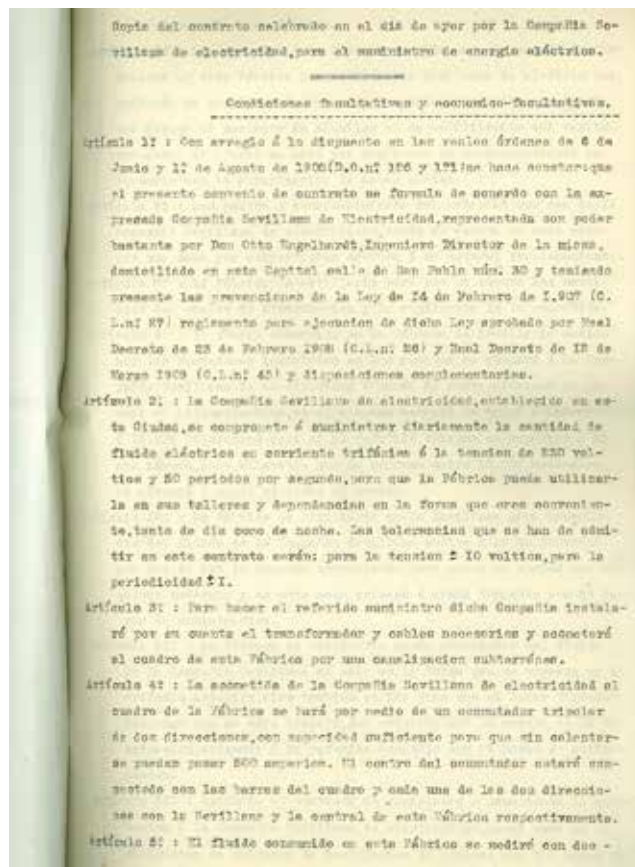 Copia del contrato celebrado en el dia de ayer por la Compañia Se-
villana de electricidad,para el suministro de energia eléctrica.
Condiciones facultativas y economico-facultativas.
Artículo 1º : Con arreglo á lo dispuesto en las reales órdenes de 6 de
Junio y 1º de Agosto de 1908(D.O.nº 126 y 171)se hace constar:que
el presente convenio de contrato se formula de acuerdo con la ex-
presada Compañia Sevillana de Electricidad,representada con poder
bastante por Don Otto Engelhardt,Ingeniero Director de la misma,
domiciliado en esta Capital calle de San Pablo núm. 30 y teniendo
presente las prevenciones de la Ley de I4 de Febrero de I.907 (C.
L.nº 27) reglamento para ejecucion de dicha Ley aprobado por Real
Decreto de 23 de Febrero 1908 (C.L.nº 26) y Real Decreto de I2 de
Marzo 1909 (C.L.nº 45) y disposiciones complementarias.
Artículo 2º : La Compañia Sevillana de electricidad,establecida en es-
ta Ciudad,se compromete á suministrar diariamente la cantidad de
fluido eléctrico en corriente trifásica á la tension de 220 vol-
tios y 50 periodos por segundo,para que la Fábrica pueda utilizar-
la en sus talleres y dependencias en la forma que crea convenien-
te,tanto de dia como de noche. Las tolerancias que se han de admi-
tir en este contrato serán: para la tension ± I0 voltios,para la
periodicidad ± I.
Artículo 3º : Para hacer el referido suministro dicha Compañia instala-
rá por su cuenta el transformador y cables necesarios y acometerá
al cuadro de esta Fábrica por una canalizacion subterránea.
Artículo 4º : La acometida de la Compañia Sevillana de electricidad al
cuadro de la Fábrica se hará por medio de un conmutador tripolar
de dos direcciones,con capacidad suficiente para que sin calentar-
se puedan pasar 500 amperios. El centro del conmutador estará con-
nectado con las barras del cuadro y cada una de las dos direccio-
nes con la Sevillana y la central de esta Fábrica respectivamente.
Artículo 5º : El fluido consumido en esta Fábrica se medirá con dos -